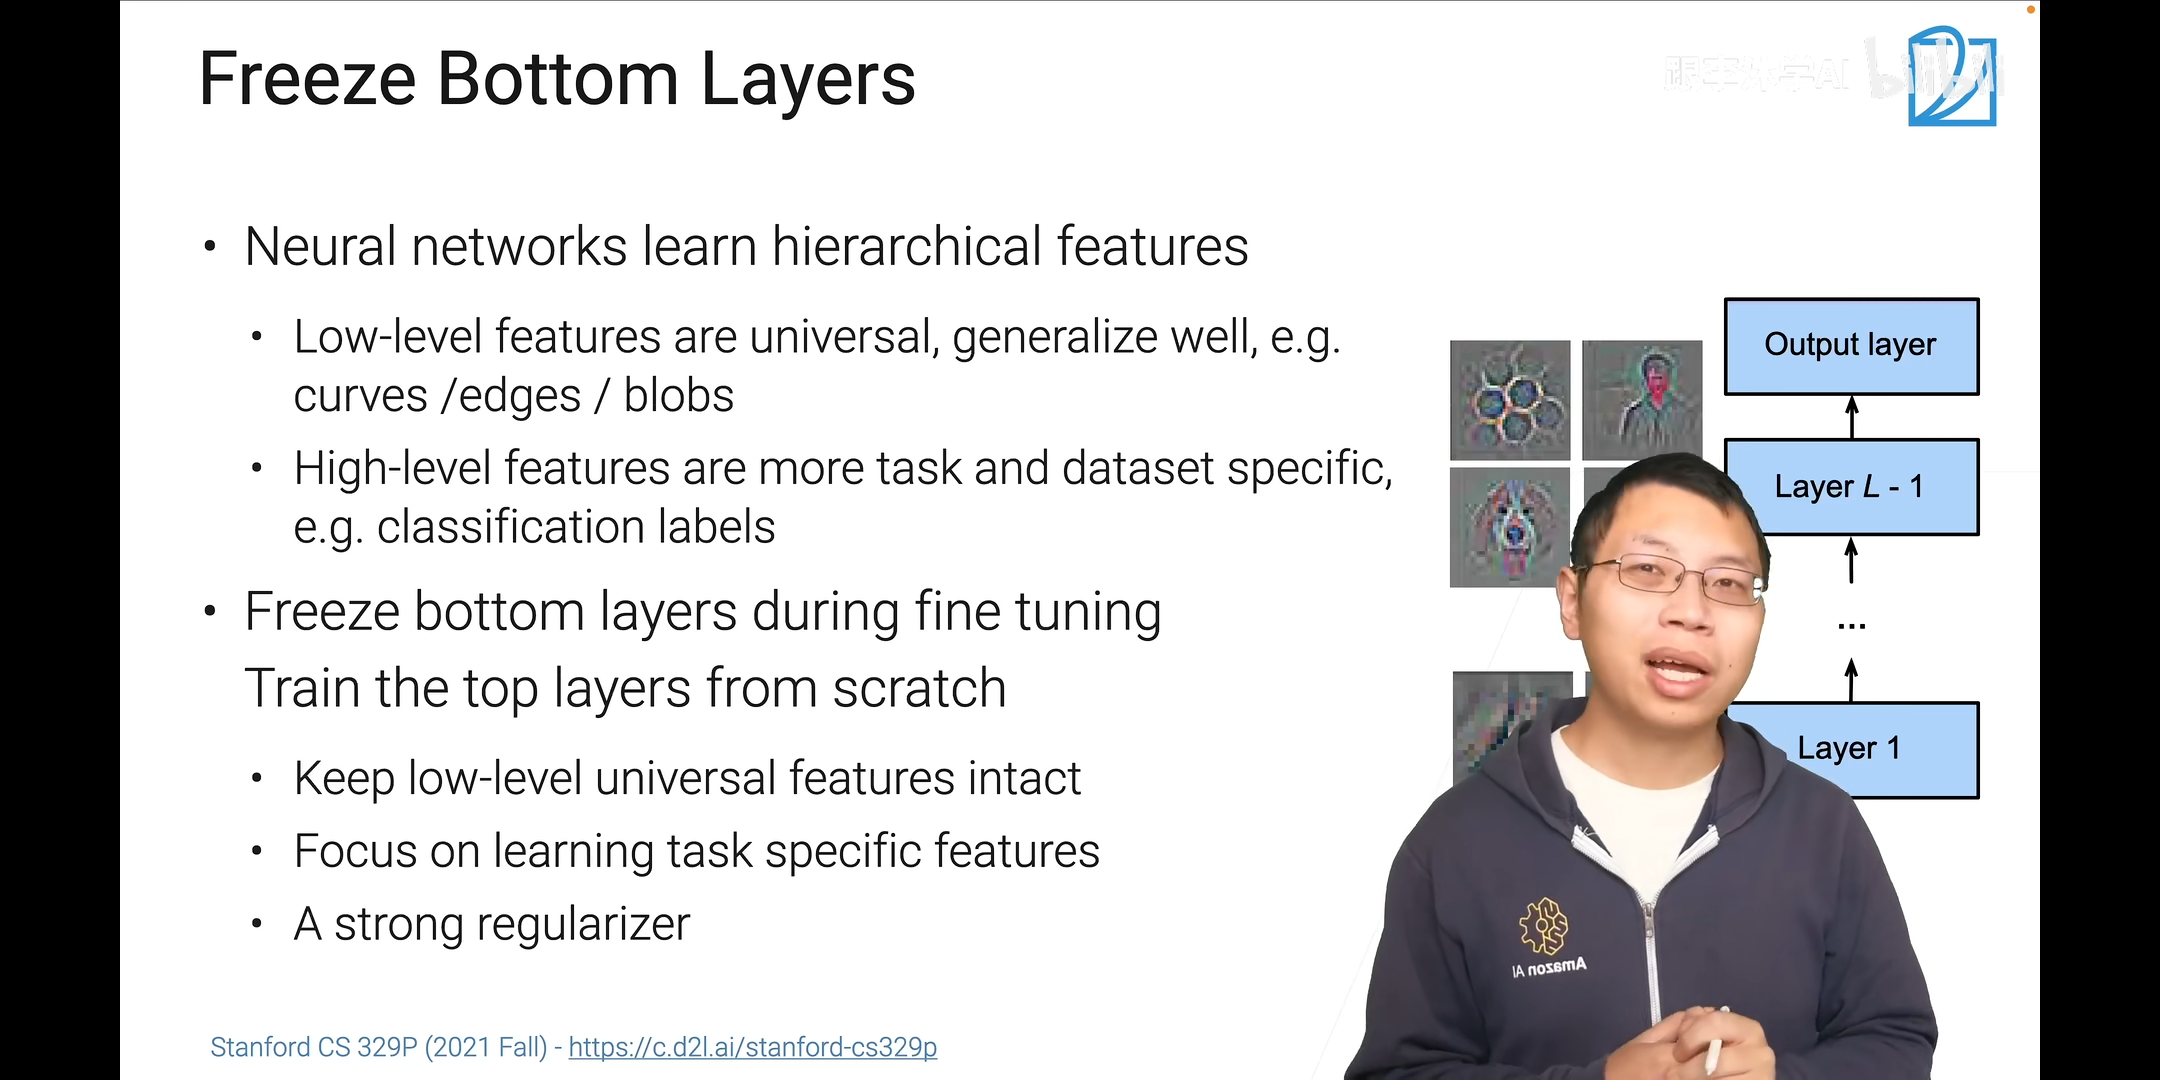 Freeze Bottom Layers
跟李沐学AI bilibili
• Neural networks learn hierarchical features
• Low-level features are universal, generalize well, e.g.
curves /edges / blobs
• High-level features are more task and dataset specific,
e.g. classification labels
• Freeze bottom layers during fine tuning
Train the top layers from scratch
• Keep low-level universal features intact
• Focus on learning task specific features
• A strong regularizer
Output layer
Layer L - 1
...
Layer 1
Amazon AI
Stanford CS 329P (2021 Fall) - https://c.d2l.ai/stanford-cs329p